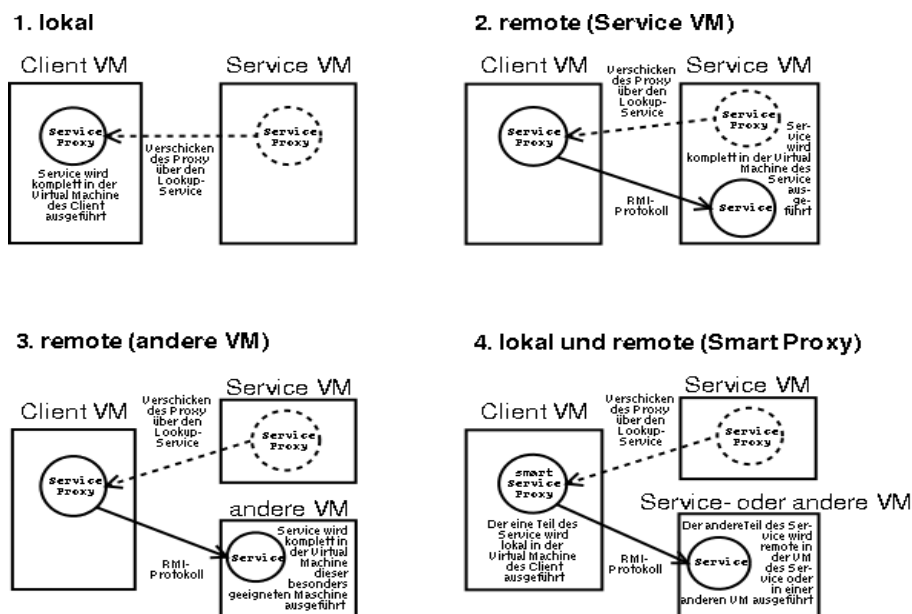 1. lokal
Client VM
Service VM
Service
Proxy
Service
Proxy
Verschicken
des Proxy
über den
Lookup-
Service
Service wird
komplett in der
Virtual Machine
des Client
ausgeführt
2. remote (Service VM)
Client VM
Service VM
Verschicken
des Proxy
über den
Lookup-
Service
Service
Proxy
Service
Proxy
Ser-
vice
wird
komplett in der Virtual
Machine des
Service
aus-
ge-
führt
RMI-
Protokoll
Service
3. remote (andere VM)
Client VM
Service VM
Verschicken
des Proxy
über den
Lookup-
Service
Service
Proxy
Service
Proxy
andere VM
RMI-
Protokoll
Service
Service wird
komplett in
der Virtual
Machine
dieser
besonders
geeigneten Maschine
ausgeführt
4. lokal und remote (Smart Proxy)
Client VM
Service VM
Verschicken
des Proxy
über den
Lookup-
Service
Service
Proxy
smart
Service
Proxy
Der eine Teil des
Service wird
lokal in der
Virtual Machine
des Client
ausgeführt
Service- oder andere VM
RMI-
Protokoll
Service
Der andereTeil des Ser-
vice wird
remote in
der VM
des Ser-
vice oder
in einer
anderen VM ausgeführt